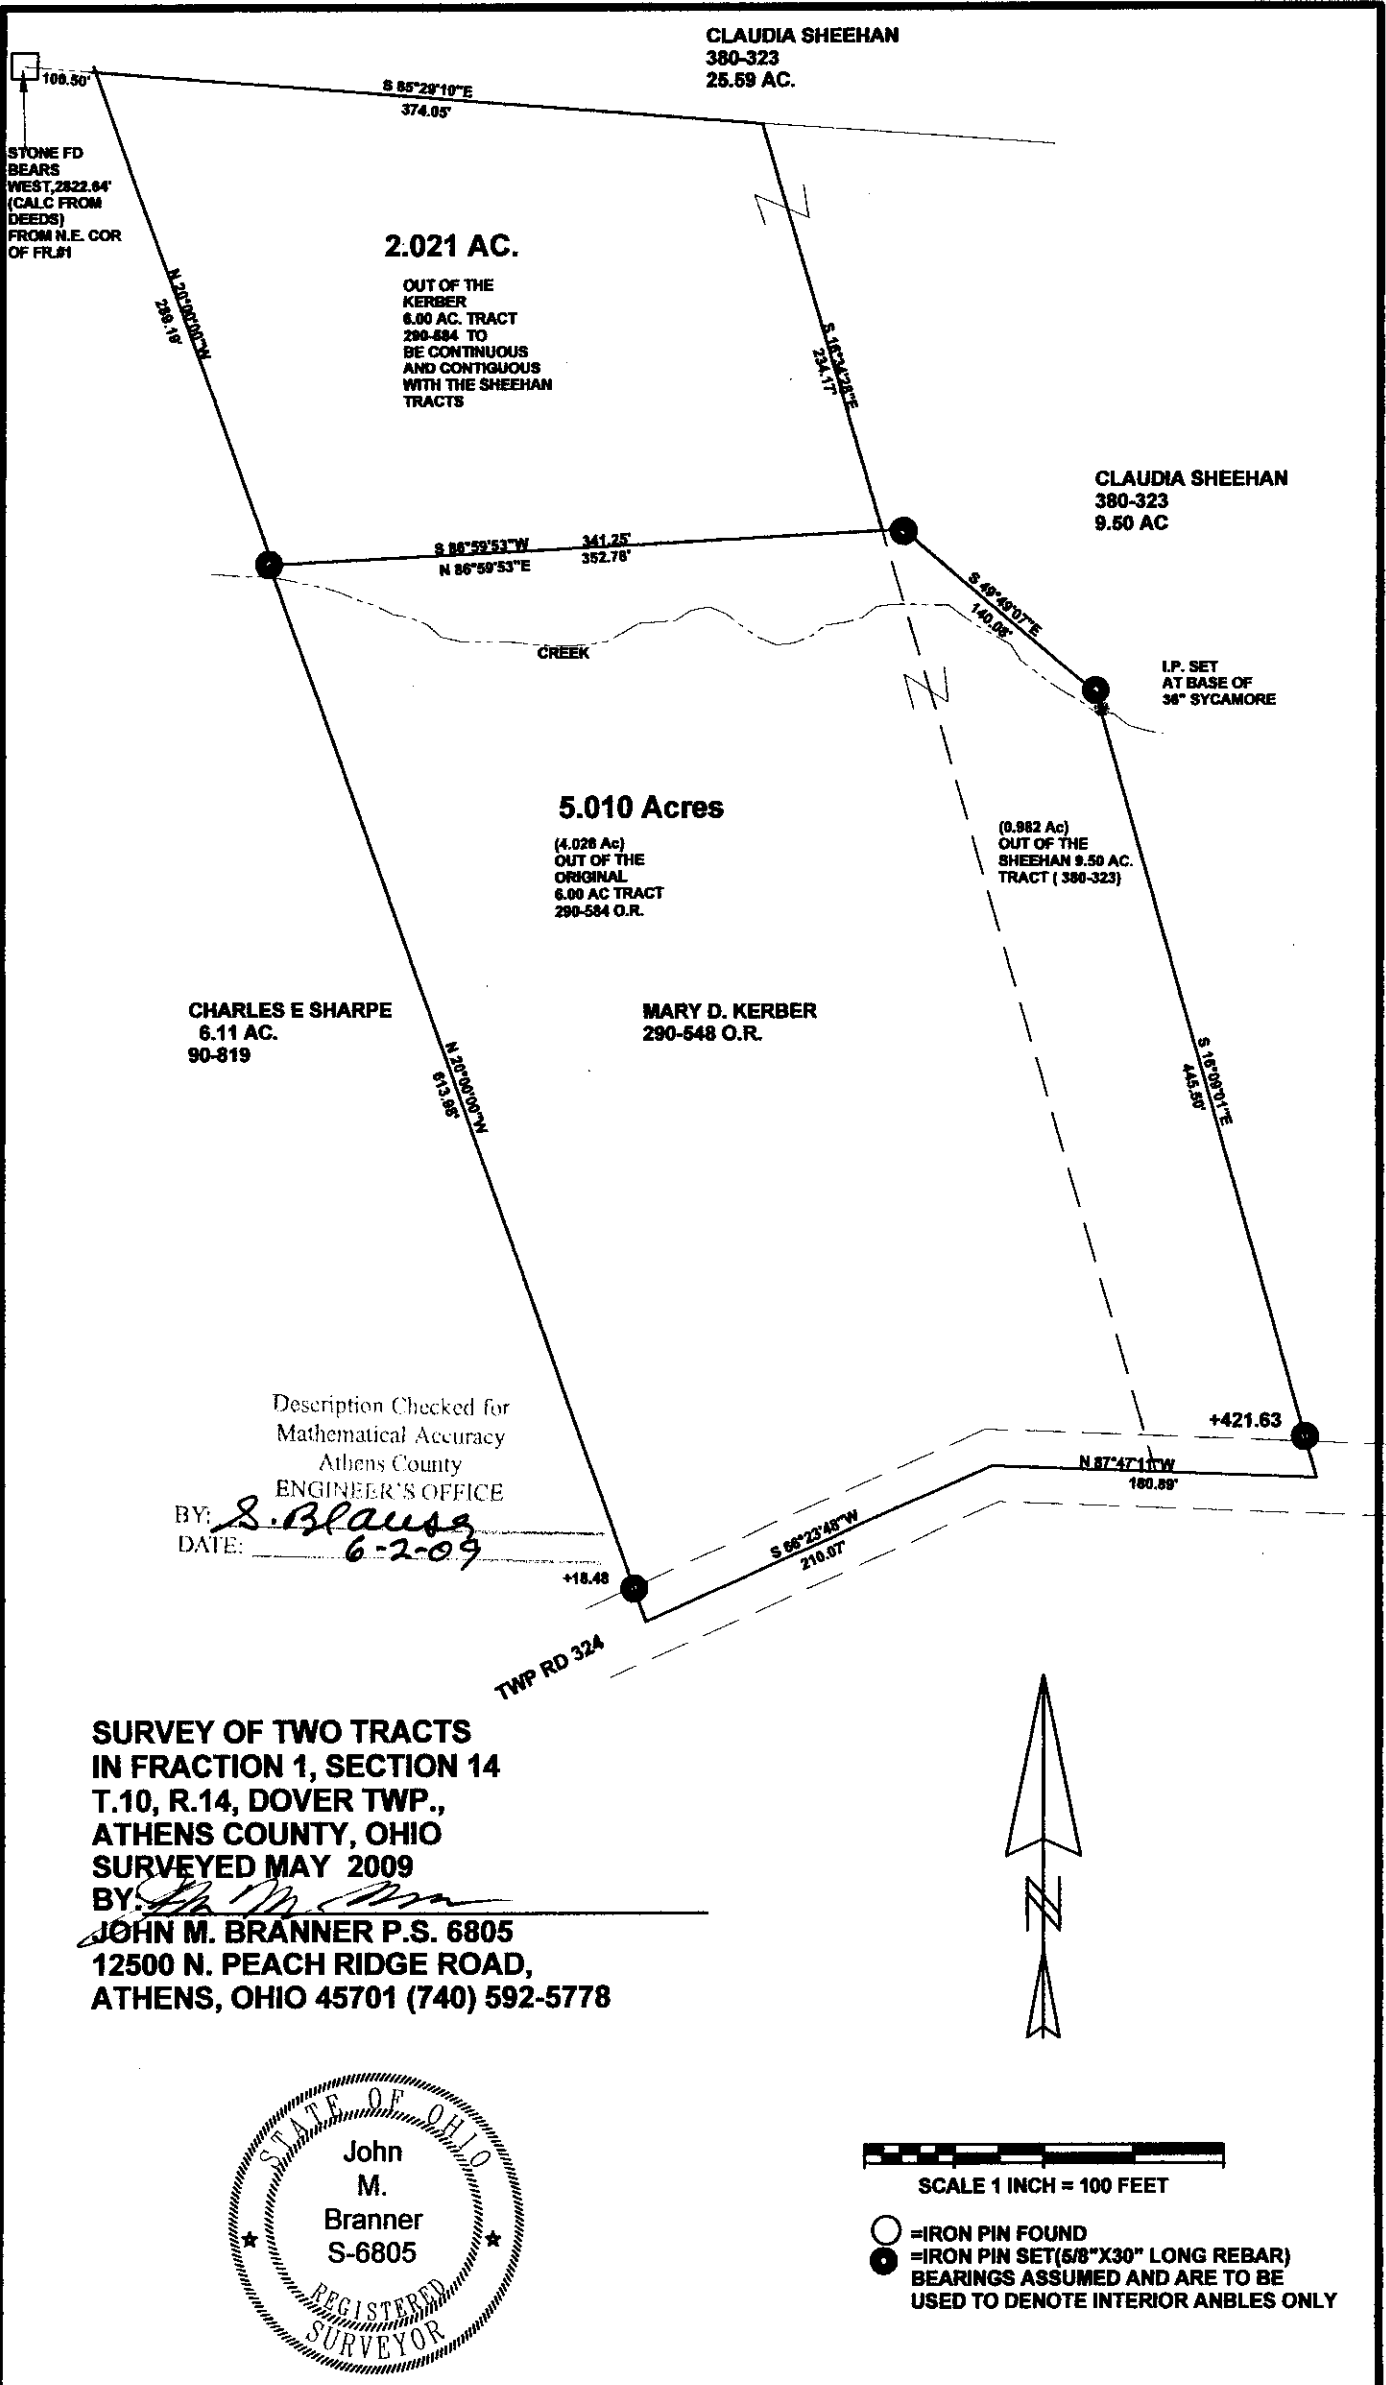 CLAUDIA SHEEHAN
380-323
25.59 AC.
S 85°29'10"E
374.05'
STONE FD
BEARS
WEST,2822.64'
(CALC FROM
DEEDS)
FROM N.E. COR
OF FR.#1
2.021 AC.
OUT OF THE
KERBER
6.00 AC. TRACT
290-584 TO
BE CONTINUOUS
AND CONTIGUOUS
WITH THE SHEEHAN
TRACTS
N 20°00'00"W
289.19'
S 16°34'28"E
234.17'
CLAUDIA SHEEHAN
380-323
9.50 AC
S 86°59'53"W 341.25'
N 86°59'53"E 352.78'
S 49°49'07"E
140.08'
CREEK
I.P. SET
AT BASE OF
36" SYCAMORE
5.010 Acres
(4.028 Ac)
OUT OF THE
ORIGINAL
6.00 AC TRACT
290-584 O.R.
(0.982 Ac)
OUT OF THE
SHEEHAN 9.50 AC.
TRACT ( 380-323)
CHARLES E SHARPE
6.11 AC.
90-819
MARY D. KERBER
290-548 O.R.
N 20°00'00"W
613.98'
S 16°09'01"E
445.50'
Description Checked for
Mathematical Accuracy
Athens County
ENGINEER'S OFFICE
BY:
DATE: 6-2-09
+421.63
N 87°47'11"W
180.89'
S 66°23'48"W
210.07'
+18.48
TWP RD 324
SURVEY OF TWO TRACTS
IN FRACTION 1, SECTION 14
T.10, R.14, DOVER TWP.,
ATHENS COUNTY, OHIO
SURVEYED MAY 2009
BY:
JOHN M. BRANNER P.S. 6805
12500 N. PEACH RIDGE ROAD,
ATHENS, OHIO 45701 (740) 592-5778
N
STATE OF OHIO
John
M.
Branner
S-6805
REGISTERED
SURVEYOR
SCALE 1 INCH = 100 FEET
=IRON PIN FOUND
=IRON PIN SET(5/8"X30" LONG REBAR)
BEARINGS ASSUMED AND ARE TO BE
USED TO DENOTE INTERIOR ANBLES ONLY